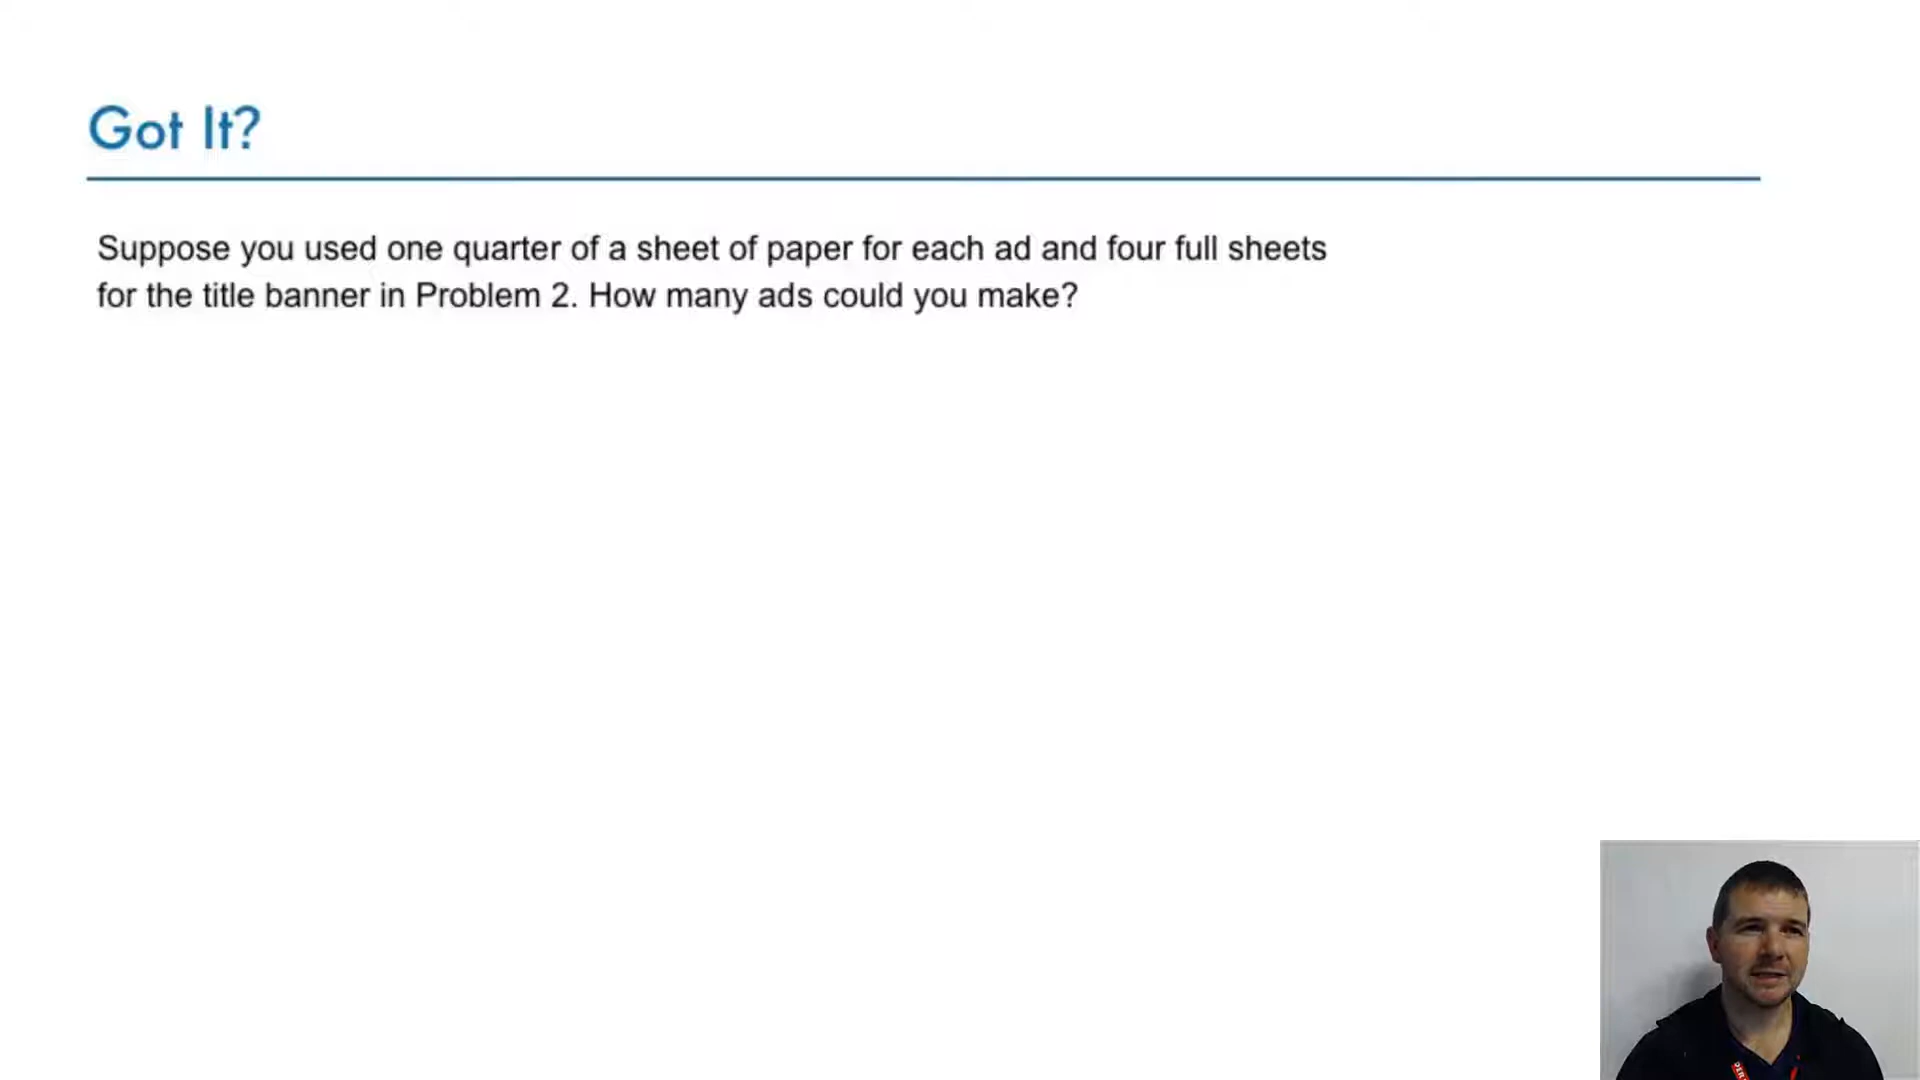 Got It?
Suppose you used one quarter of a sheet of paper for each ad and four full sheets
for the title banner in Problem 2. How many ads could you make?